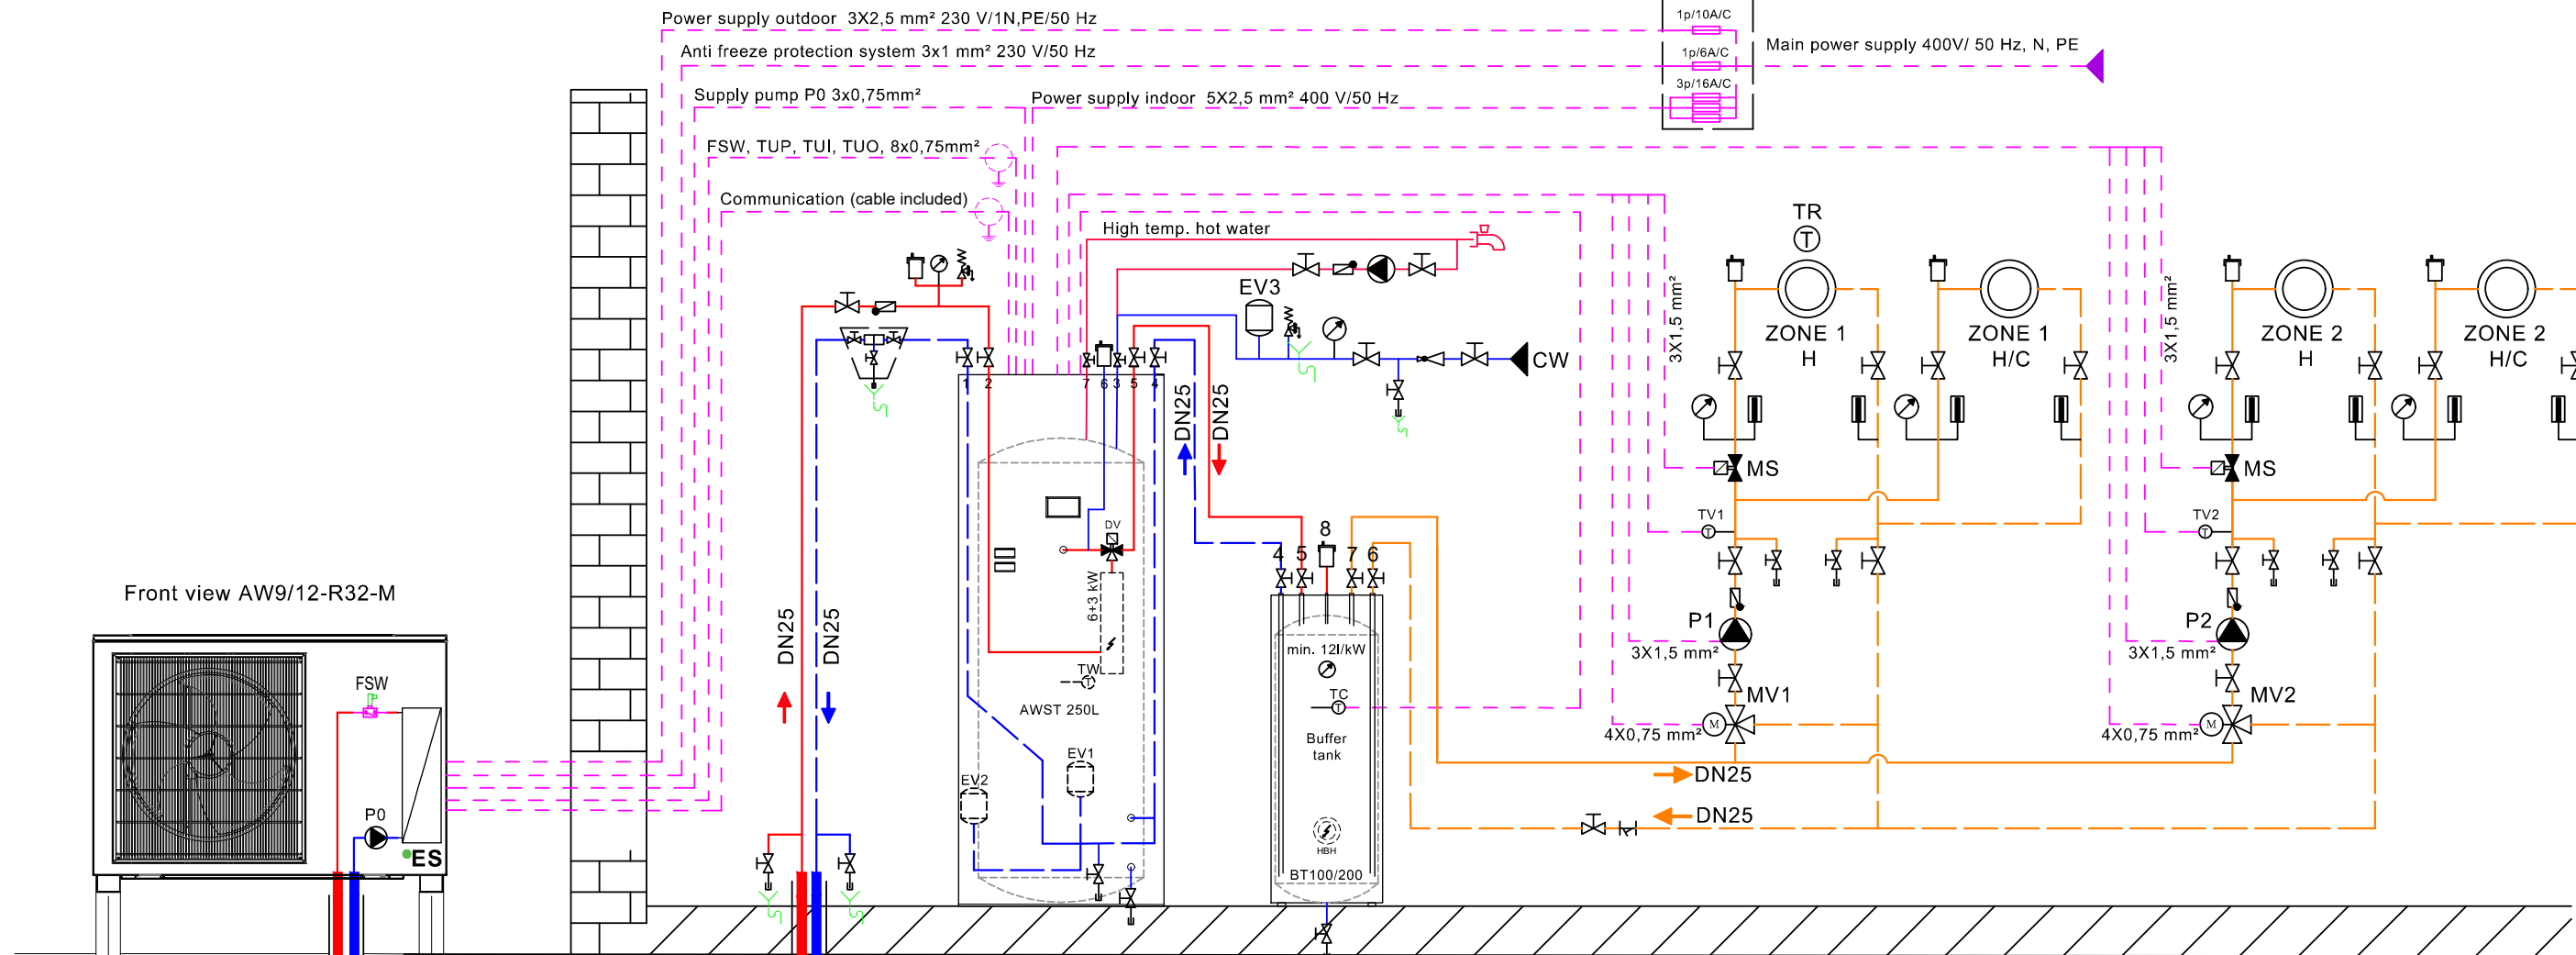 Power supply outdoor 3X2,5 mm² 230 V/1N,PE/50 Hz
1p/10A/C
Anti freeze protection system 3x1 mm² 230 V/50 Hz
1p/6A/C
Main power supply 400V/ 50 Hz, N, PE
3p/16A/C
Supply pump P0 3x0,75mm²
Power supply indoor 5X2,5 mm² 400 V/50 Hz
FSW, TUP, TUI, TUO, 8x0,75mm²
Communication (cable included)
High temp. hot water
TR
T
EV3
3X1,5 mm²
3X1,5 mm²
ZONE 1
H
ZONE 1
H/C
ZONE 2
H
ZONE 2
H/C
CW
1
2
7
6
3
5
4
DN25
DN25
MS
MS
DV
TV1
T
TV2
T
4
5
8
7
6
6+3 kW
Front view AW9/12-R32-M
DN25
DN25
P1
3X1,5 mm²
P2
3X1,5 mm²
min. 12l/kW
TW
T
FSW
TC
T
AWST 250L
MV1
M
4X0,75 mm²
MV2
M
4X0,75 mm²
Buffer
tank
EV1
EV2
DN25
DN25
P0
ES
HBH
BT100/200